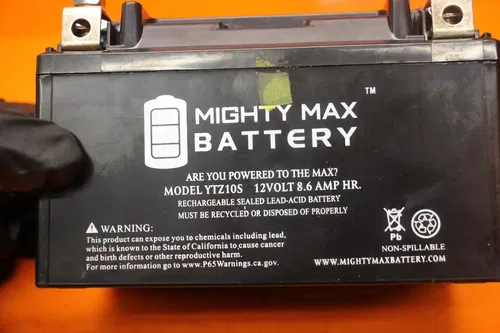 MIGHTY MAX ™
BATTERY
ARE YOU POWERED TO THE MAX?
MODEL YTZ10S 12VOLT 8.6 AMP HR.
RECHARGEABLE SEALED LEAD-ACID BATTERY
MUST BE RECYCLED OR DISPOSED OF PROPERLY
WARNING:
This product can expose you to chemicals including lead,
which is known to the State of California to cause cancer
and birth defects or other reproductive harm.
For more information go to www.P65Warnings.ca.gov.
Pb
NON-SPILLABLE
WWW.MIGHTYMAXBATTERY.COM